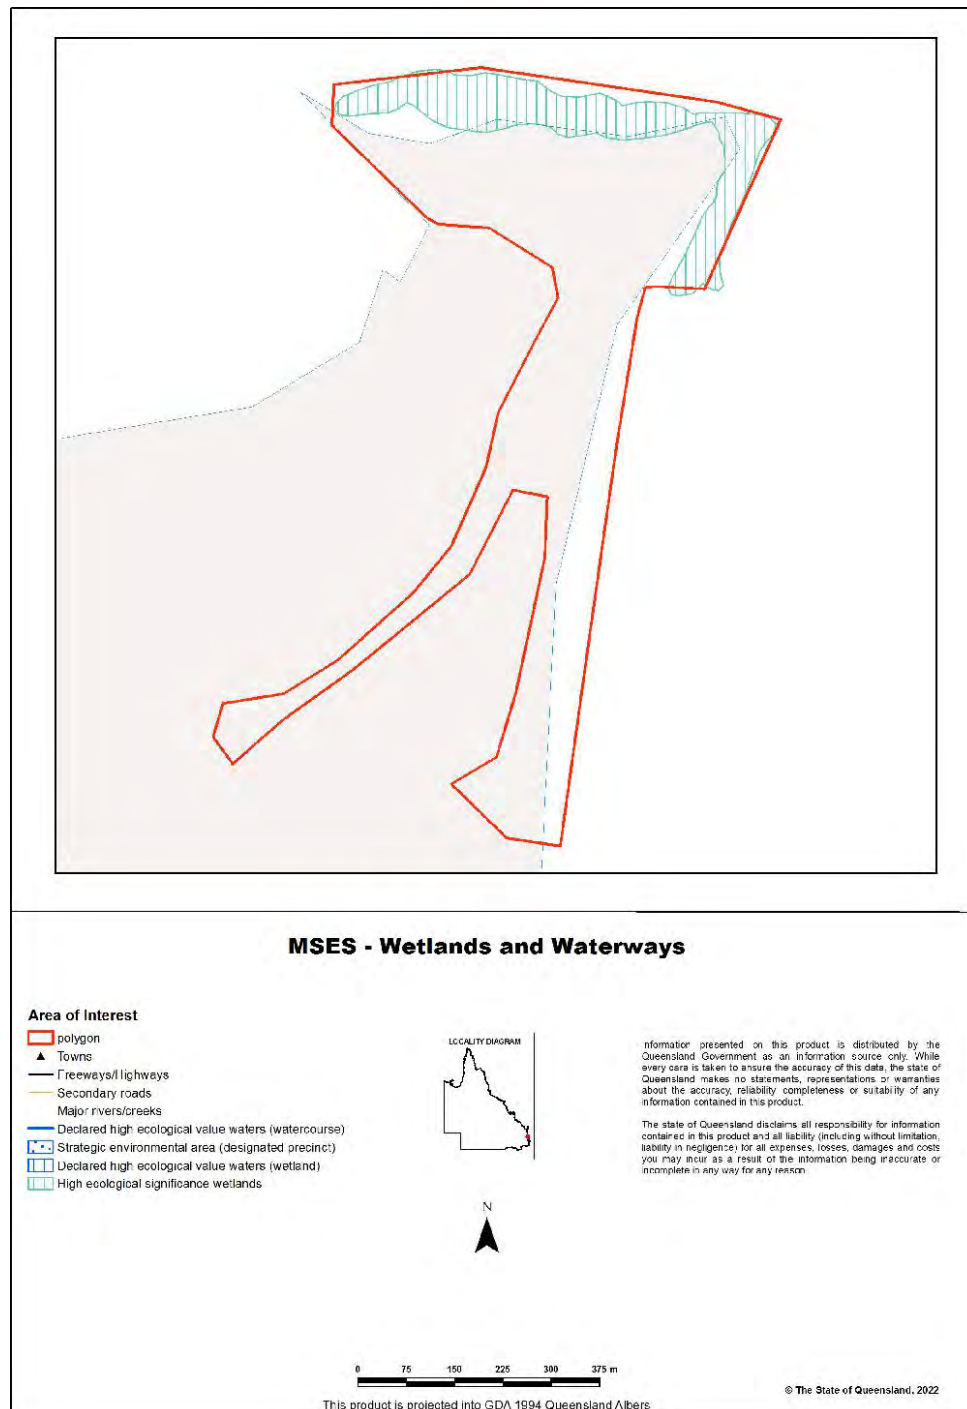 MSES - Wetlands and Waterways
Area of Interest
polygon
Towns
Freeways/Highways
Secondary roads
Major rivers/creeks
Declared high ecological value waters (watercourse)
Strategic environmental area (designated precinct)
Declared high ecological value waters (wetland)
High ecological significance wetlands
LOCALITY DIAGRAM
N
Information presented on this product is distributed by the
Queensland Government as an information source only. While
every care is taken to ensure the accuracy of this data, the state of
Queensland makes no statements, representations or warranties
about the accuracy, reliability completeness or suitability of any
information contained in this product.
The state of Queensland disclaims all responsibility for information
contained in this product and all liability (including without limitation,
liability in negligence) for all expenses, losses, damages and costs
you may incur as a result of the information being inaccurate or
incomplete in any way for any reason
0 75 150 225 300 375 m
This product is projected into GDA 1994 Queensland Albers
© The State of Queensland, 2022